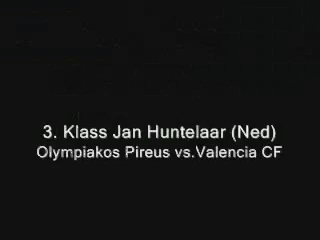 3. Klass Jan Huntelaar (Ned)
Olympiakos Pireus vs.Valencia CF